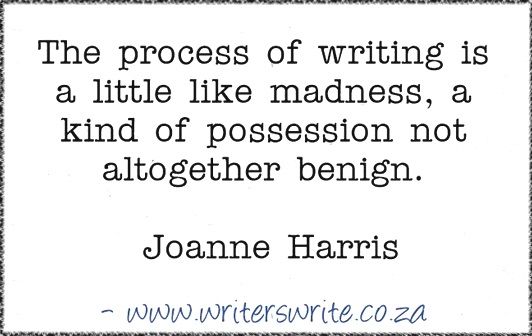 The process of writing is
a little like madness, a
kind of possession not
altogether benign.
Joanne Harris
- www.writerswrite.co.za